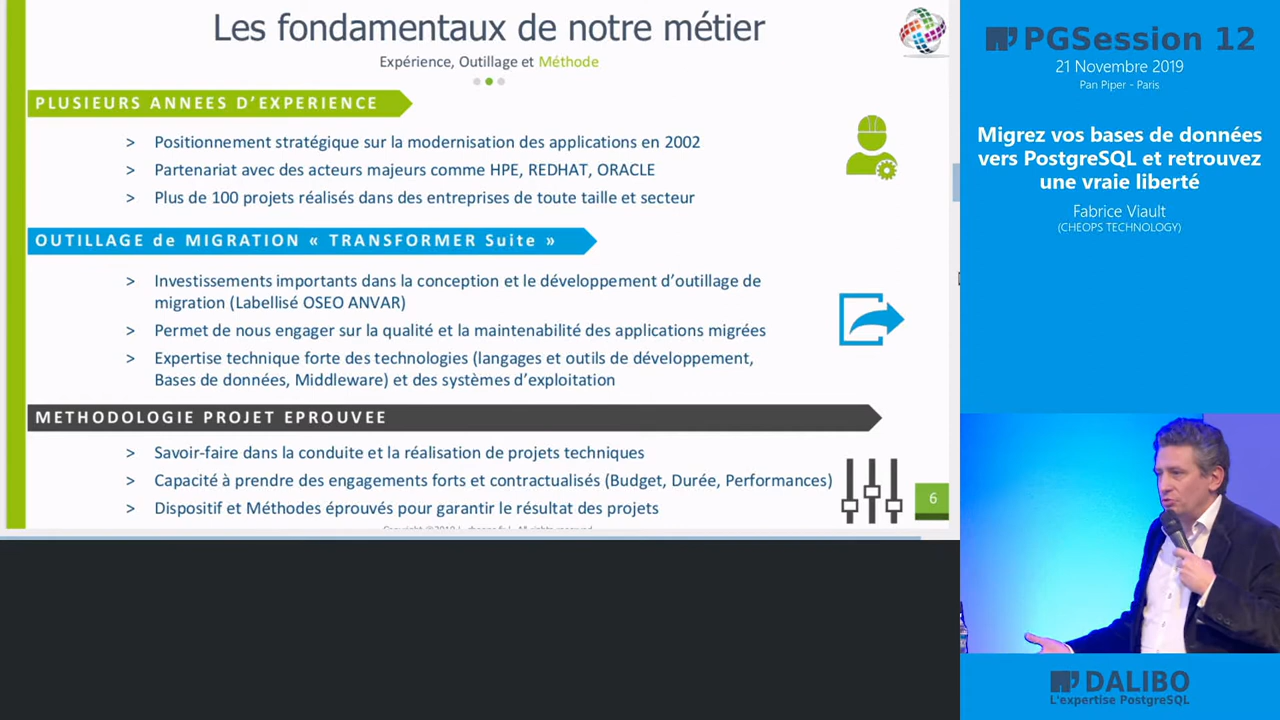 Les fondamentaux de notre métier
Expérience, Outillage et Méthode
PLUSIEURS ANNEES D'EXPERIENCE
> Positionnement stratégique sur la modernisation des applications en 2002
> Partenariat avec des acteurs majeurs comme HPE, REDHAT, ORACLE
> Plus de 100 projets réalisés dans des entreprises de toute taille et secteur
OUTILLAGE de MIGRATION « TRANSFORMER Suite »
> Investissements importants dans la conception et le développement d'outillage de
migration (Labellisé OSEO ANVAR)
> Permet de nous engager sur la qualité et la maintenabilité des applications migrées
> Expertise technique forte des technologies (langages et outils de développement,
Bases de données, Middleware) et des systèmes d'exploitation
METHODOLOGIE PROJET EPROUVEE
> Savoir-faire dans la conduite et la réalisation de projets techniques
> Capacité à prendre des engagements forts et contractualisés (Budget, Durée, Performances)
> Dispositif et Méthodes éprouvés pour garantir le résultat des projets
6
PGSession 12
21 Novembre 2019
Pan Piper - Paris
Migrez vos bases de données
vers PostgreSQL et retrouvez
une vraie liberté
Fabrice Viault
(CHEOPS TECHNOLOGY)
DALIBO
L'expertise PostgreSQL